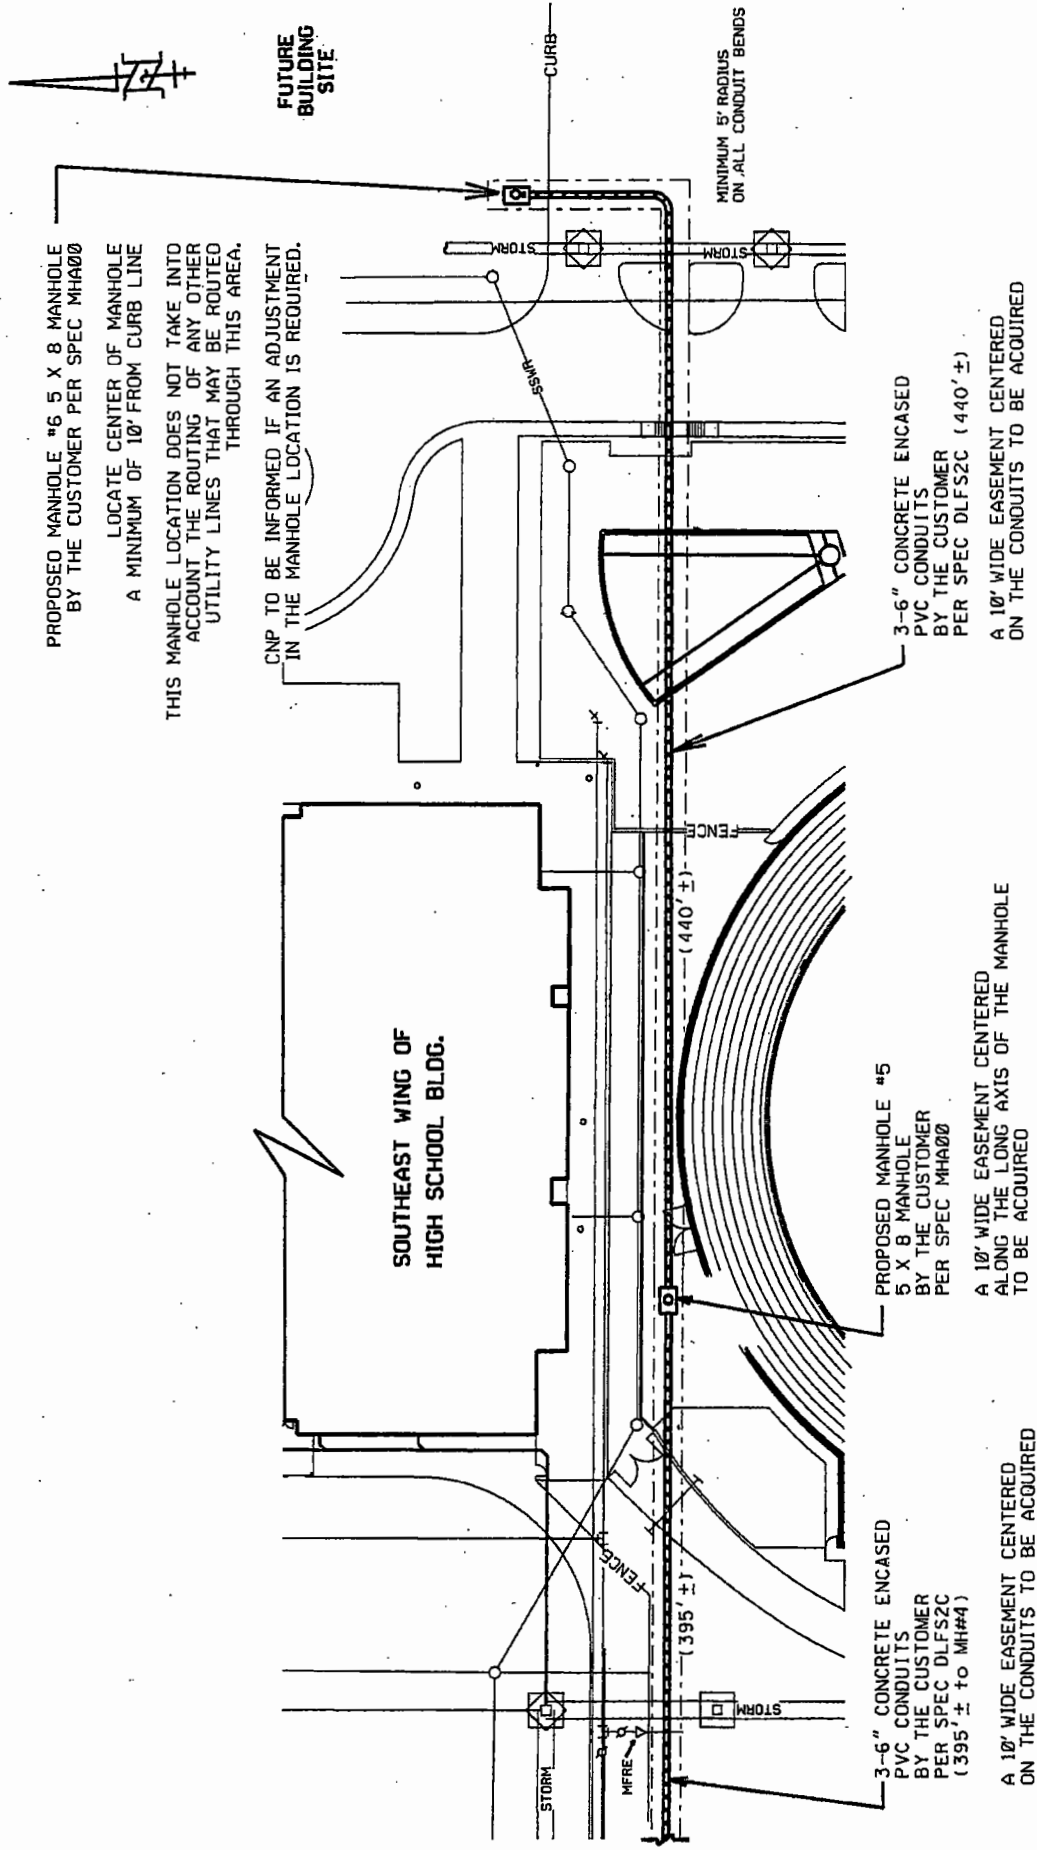 PROPOSED MANHOLE #6 5 X 8 MANHOLE
BY THE CUSTOMER PER SPEC MHA00
LOCATE CENTER OF MANHOLE
A MINIMUM OF 10' FROM CURB LINE
THIS MANHOLE LOCATION DOES NOT TAKE INTO
ACCOUNT THE ROUTING OF ANY OTHER
UTILITY LINES THAT MAY BE ROUTED
THROUGH THIS AREA.
CNP TO BE INFORMED IF AN ADJUSTMENT
IN THE MANHOLE LOCATION IS REQUIRED.
FUTURE
BUILDING
SITE
CURB
MINIMUM 5' RADIUS
ON ALL CONDUIT BENDS
STORM
STORM
SSWR
SOUTHEAST WING OF
HIGH SCHOOL BLDG.
FENCE
(440' ±)
FENCE
(395' ±)
STORM
MFRE
STORM
3-6" CONCRETE ENCASED
PVC CONDUITS
BY THE CUSTOMER
PER SPEC DLFS2C
(395' ± to MH#4)
A 10' WIDE EASEMENT CENTERED
ON THE CONDUITS TO BE ACQUIRED
PROPOSED MANHOLE #5
5 X 8 MANHOLE
BY THE CUSTOMER
PER SPEC MHA00
A 10' WIDE EASEMENT CENTERED
ALONG THE LONG AXIS OF THE MANHOLE
TO BE ACQUIRED
3-6" CONCRETE ENCASED
PVC CONDUITS
BY THE CUSTOMER
PER SPEC DLFS2C (440' ±)
A 10' WIDE EASEMENT CENTERED
ON THE CONDUITS TO BE ACQUIRED